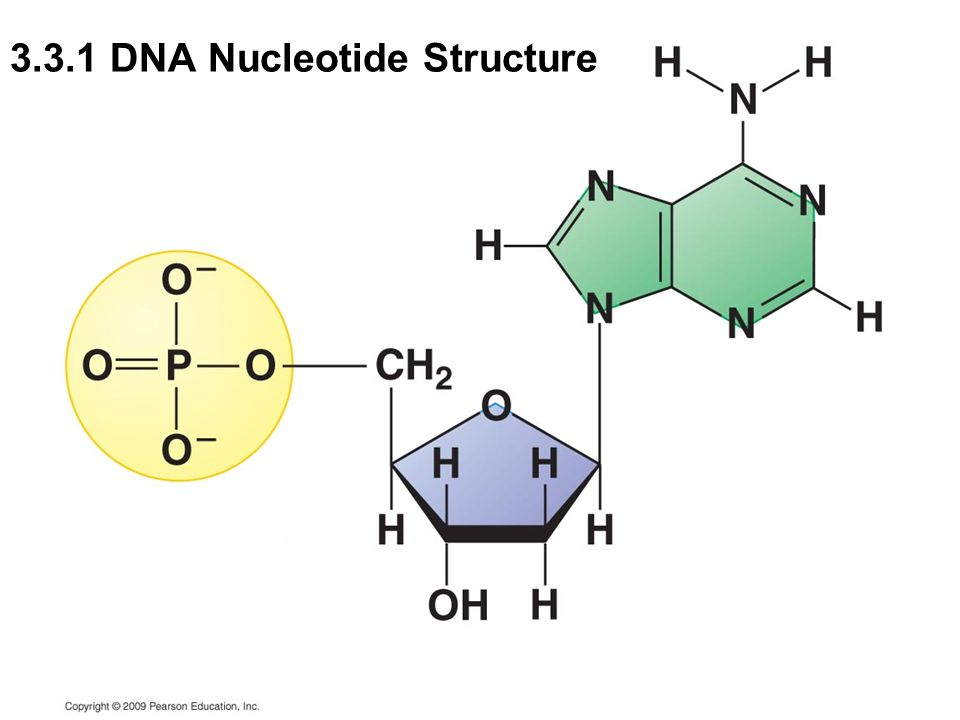 3.3.1 DNA Nucleotide Structure
H H
N
N N
H
N N H
O–
O=P—O— CH₂
O–
O
H H
H H
OH H
Copyright © 2009 Pearson Education, Inc.